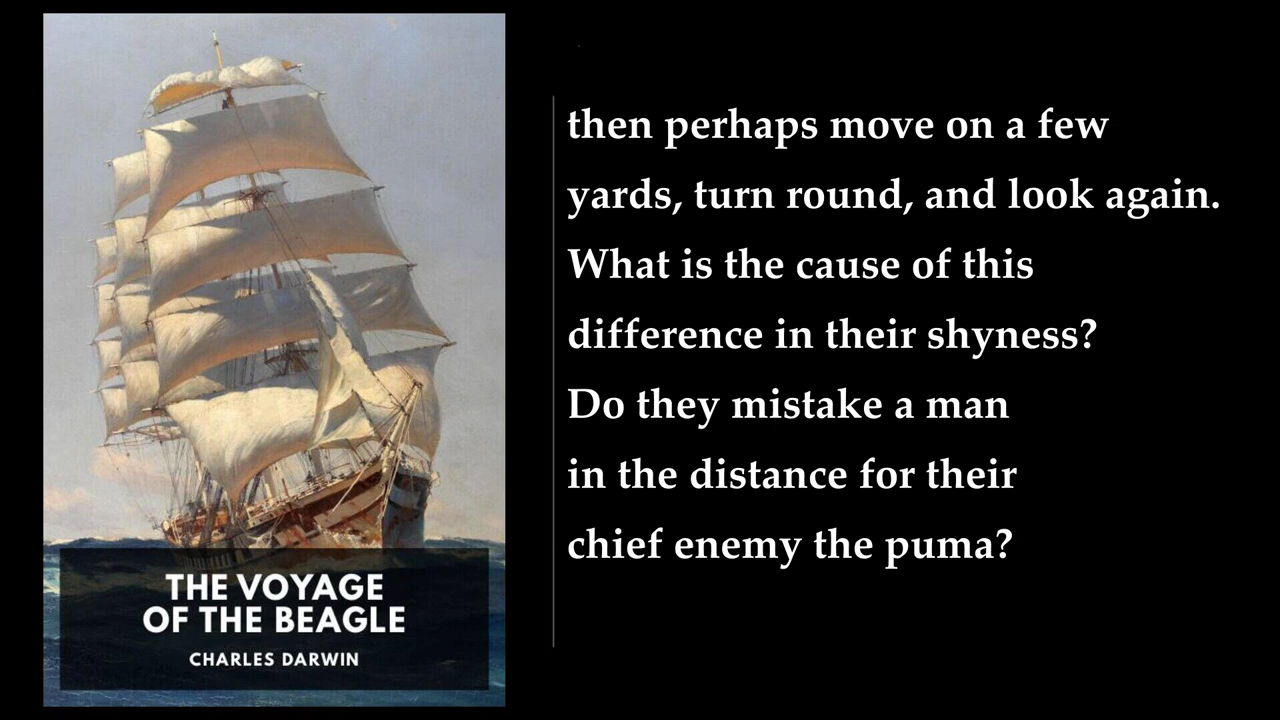 THE VOYAGE
OF THE BEAGLE
CHARLES DARWIN
then perhaps move on a few
yards, turn round, and look again.
What is the cause of this
difference in their shyness?
Do they mistake a man
in the distance for their
chief enemy the puma?